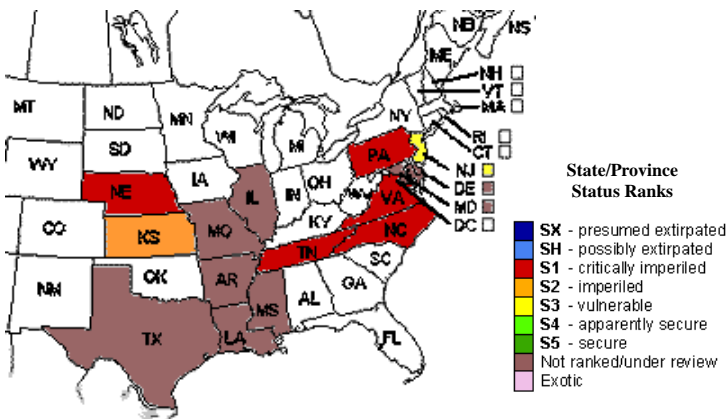 NB
NS
ME
NH
VT
MA
MT
ND
MN
NY
WI
MI
RI
CT
SD
WY
PA
NJ
DE
MD
DC
NE
IA
IL
IN
OH
WV
VA
CO
KS
MO
KY
NC
TN
OK
AR
SC
NM
MS
AL
GA
TX
LA
FL
State/Province
Status Ranks
SX - presumed extirpated
SH - possibly extirpated
S1 - critically imperiled
S2 - imperiled
S3 - vulnerable
S4 - apparently secure
S5 - secure
Not ranked/under review
Exotic